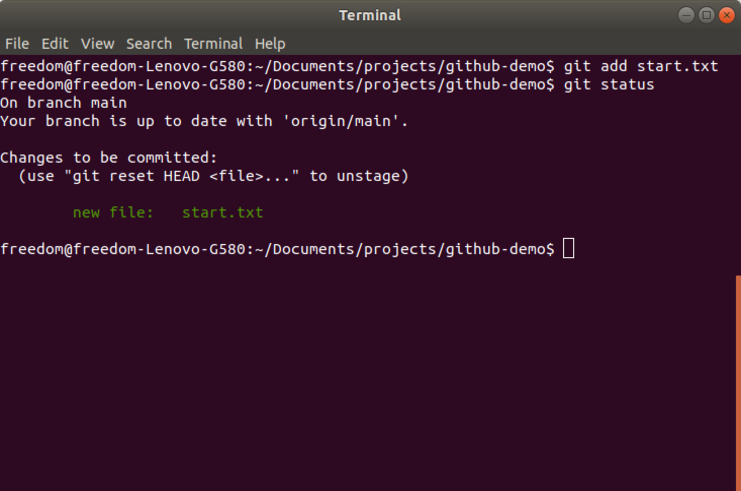 Terminal
File Edit View Search Terminal Help
freedom@freedom-Lenovo-G580:~/Documents/projects/github-demo$ git add start.txt
freedom@freedom-Lenovo-G580:~/Documents/projects/github-demo$ git status
On branch main
Your branch is up to date with 'origin/main'.
Changes to be committed:
  (use "git reset HEAD <file>..." to unstage)
        new file:   start.txt
freedom@freedom-Lenovo-G580:~/Documents/projects/github-demo$